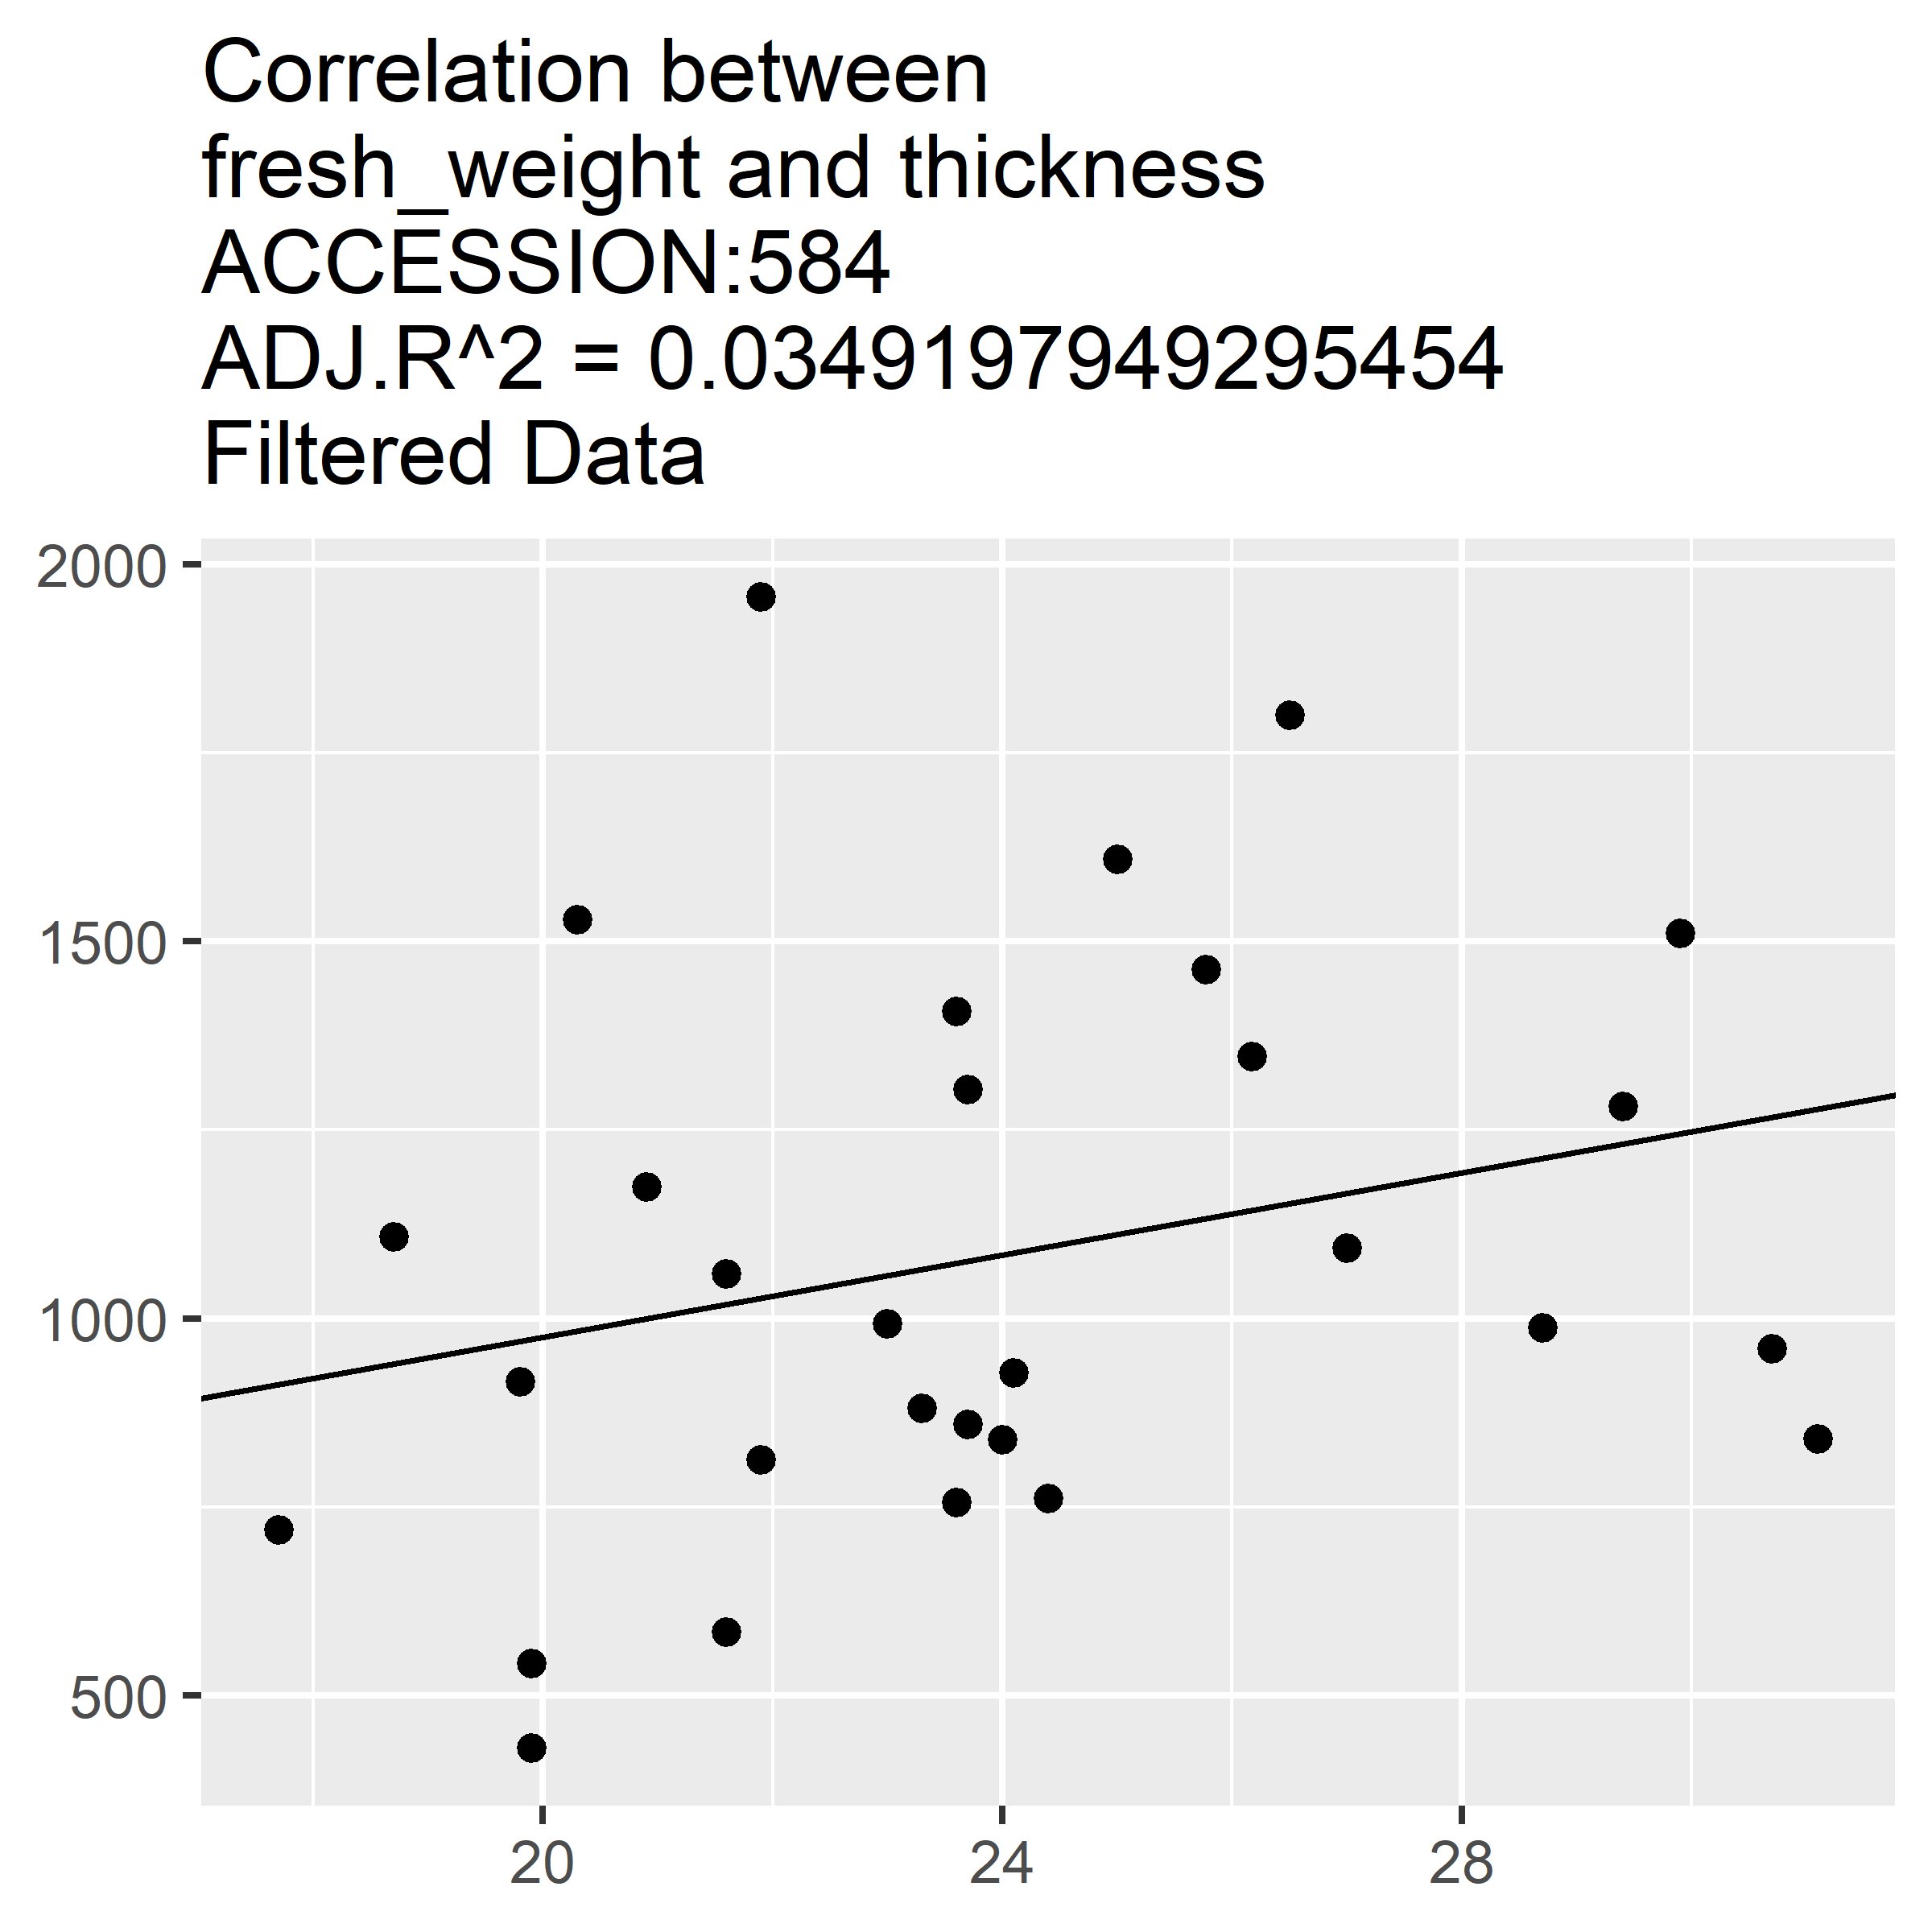 Correlation between
fresh_weight and thickness
ACCESSION:584
ADJ.R^2 = 0.0349197949295454
Filtered Data
2000
1500
1000
500
20
24
28